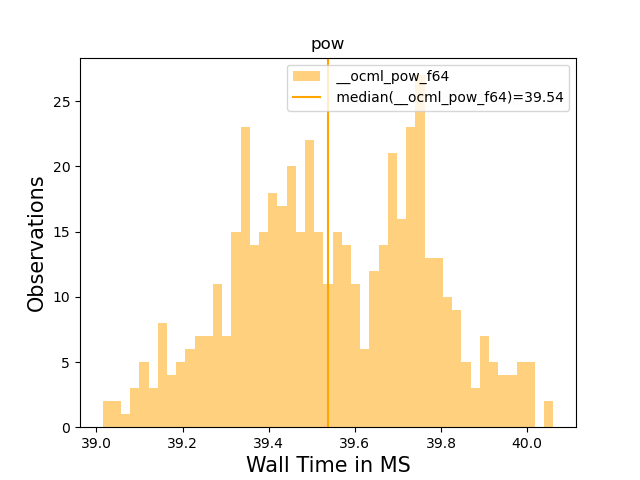 pow
__ocml_pow_f64
median(__ocml_pow_f64)=39.54
Observations
25
20
15
10
5
0
39.0 39.2 39.4 39.6 39.8 40.0
Wall Time in MS